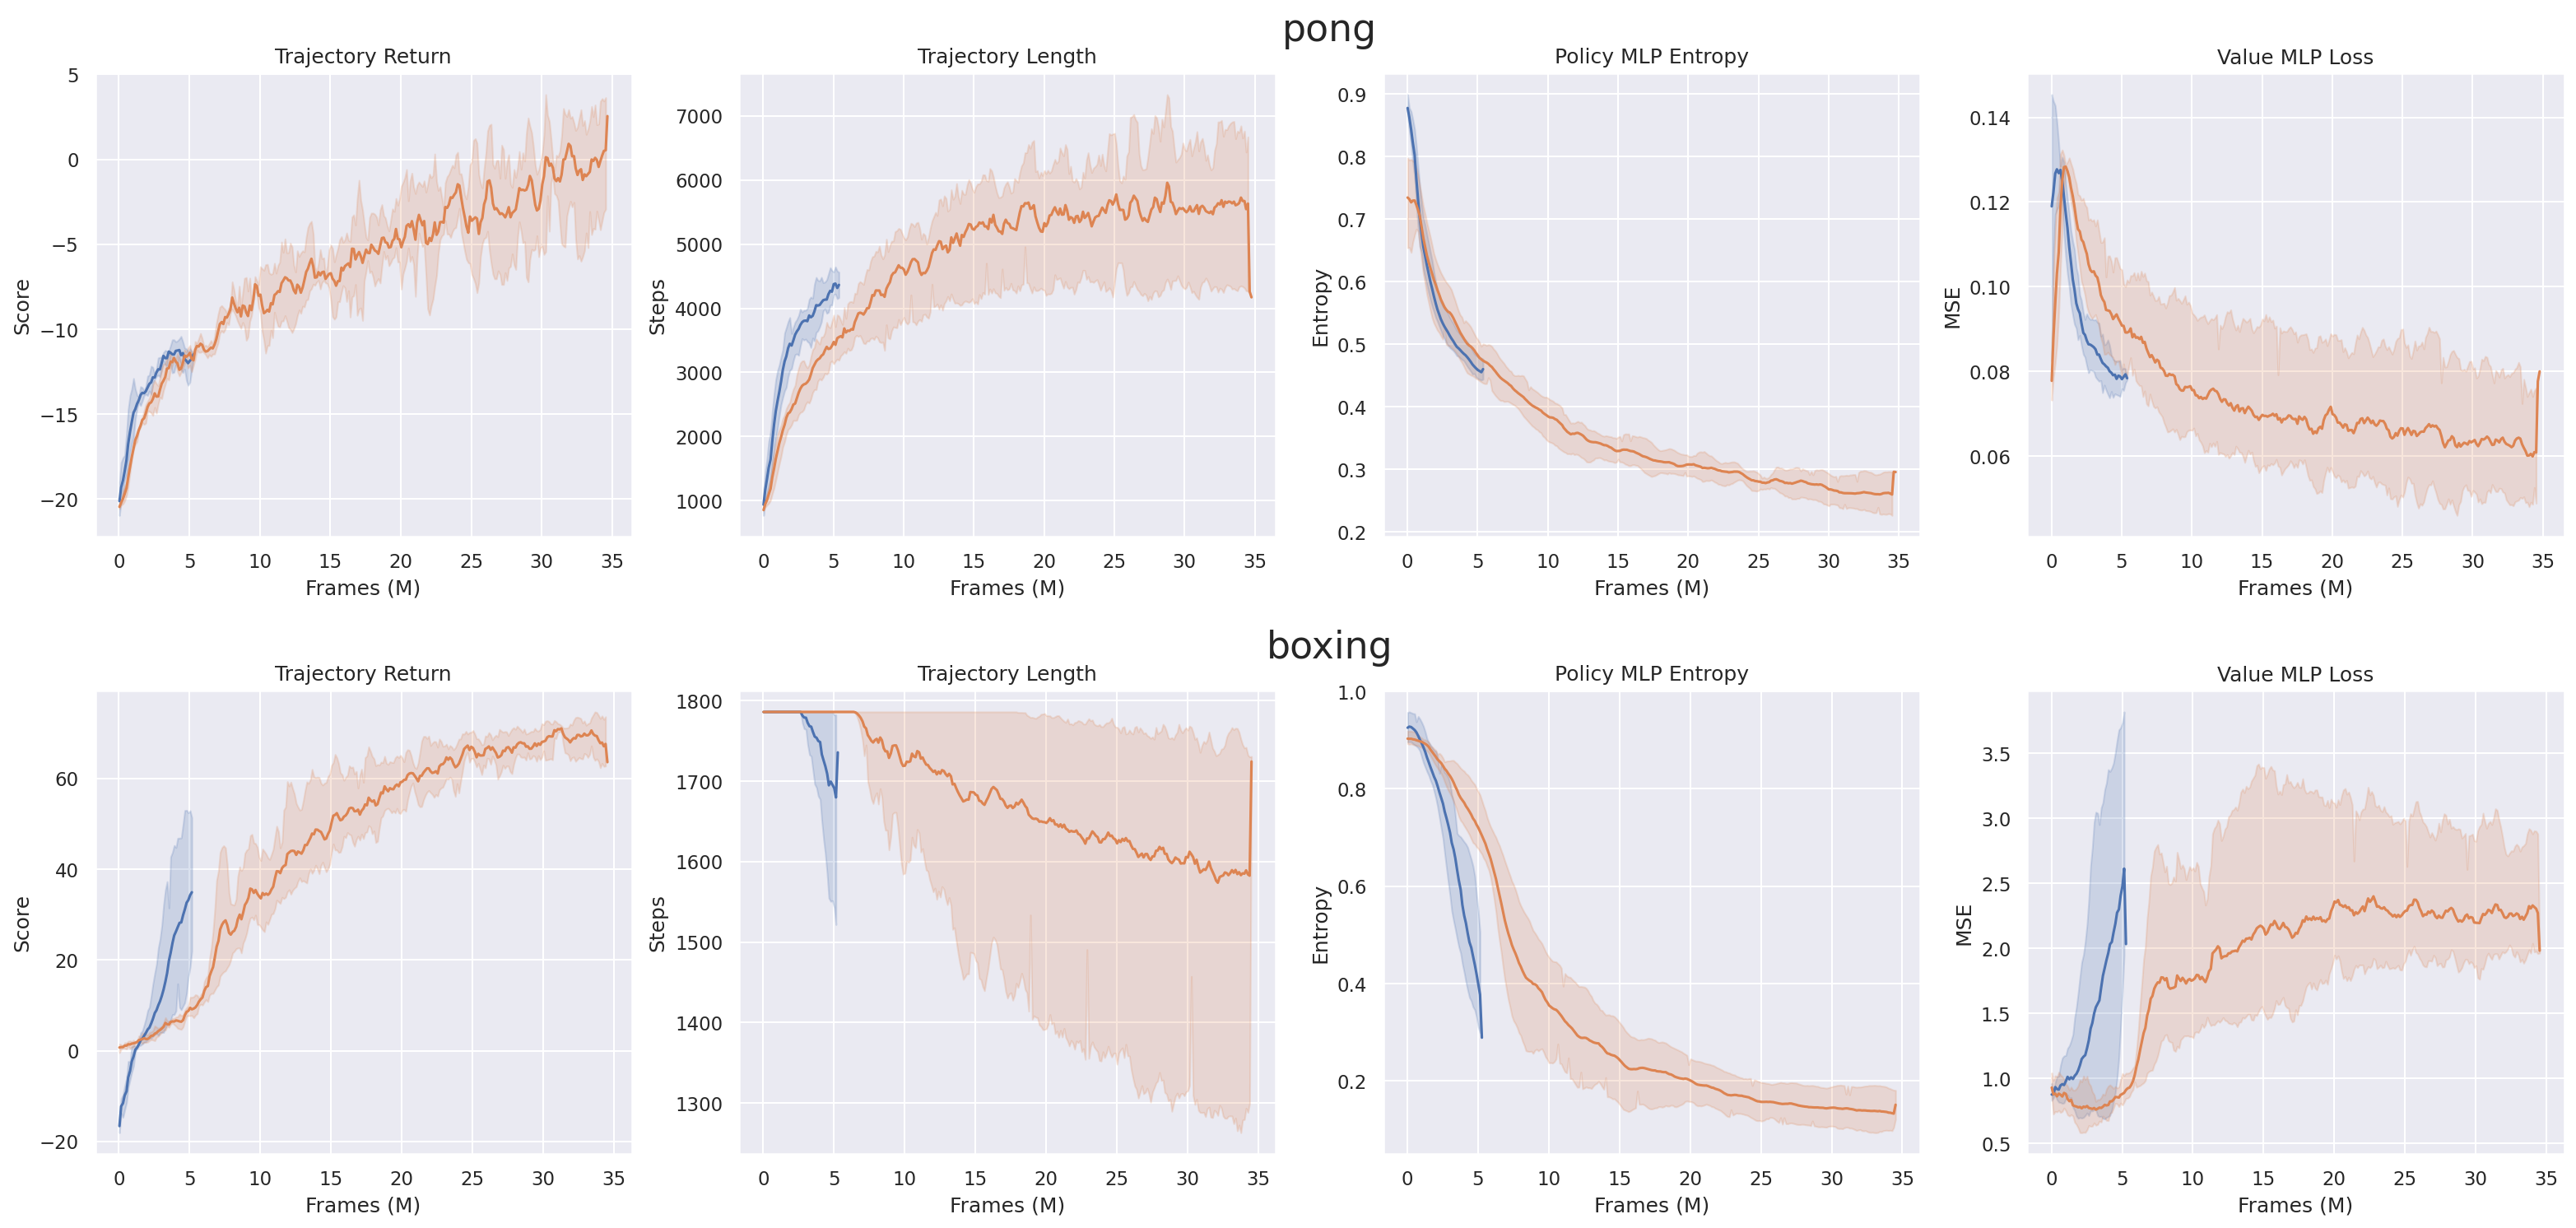 pong
Trajectory Return
Trajectory Length
Policy MLP Entropy
Value MLP Loss
5
0
−5
−10
−15
−20
Score
0 5 10 15 20 25 30 35
Frames (M)
7000
6000
5000
4000
3000
2000
1000
Steps
0 5 10 15 20 25 30 35
Frames (M)
0.9
0.8
0.7
0.6
0.5
0.4
0.3
0.2
Entropy
0 5 10 15 20 25 30 35
Frames (M)
0.14
0.12
0.10
0.08
0.06
MSE
0 5 10 15 20 25 30 35
Frames (M)
boxing
Trajectory Return
Trajectory Length
Policy MLP Entropy
Value MLP Loss
60
40
20
0
−20
Score
0 5 10 15 20 25 30 35
Frames (M)
1800
1700
1600
1500
1400
1300
Steps
0 5 10 15 20 25 30 35
Frames (M)
1.0
0.8
0.6
0.4
0.2
Entropy
0 5 10 15 20 25 30 35
Frames (M)
3.5
3.0
2.5
2.0
1.5
1.0
0.5
MSE
0 5 10 15 20 25 30 35
Frames (M)